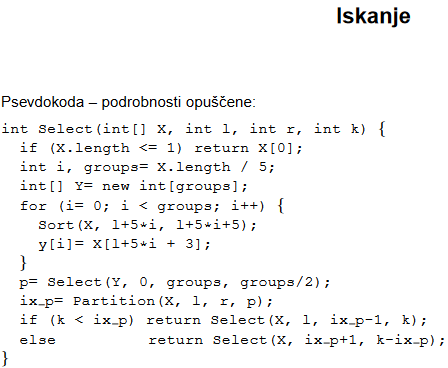 Iskanje
Psevdokoda – podrobnosti opuščene:
int Select(int[] X, int l, int r, int k) {
  if (X.length <= 1) return X[0];
  int i, groups= X.length / 5;
  int[] Y= new int[groups];
  for (i= 0; i < groups; i++) {
    Sort(X, l+5*i, l+5*i+5);
    y[i]= X[l+5*i + 3];
  }
  p= Select(Y, 0, groups, groups/2);
  ix_p= Partition(X, l, r, p);
  if (k < ix_p) return Select(X, l, ix_p-1, k);
  else          return Select(X, ix_p+1, k-ix_p);
}